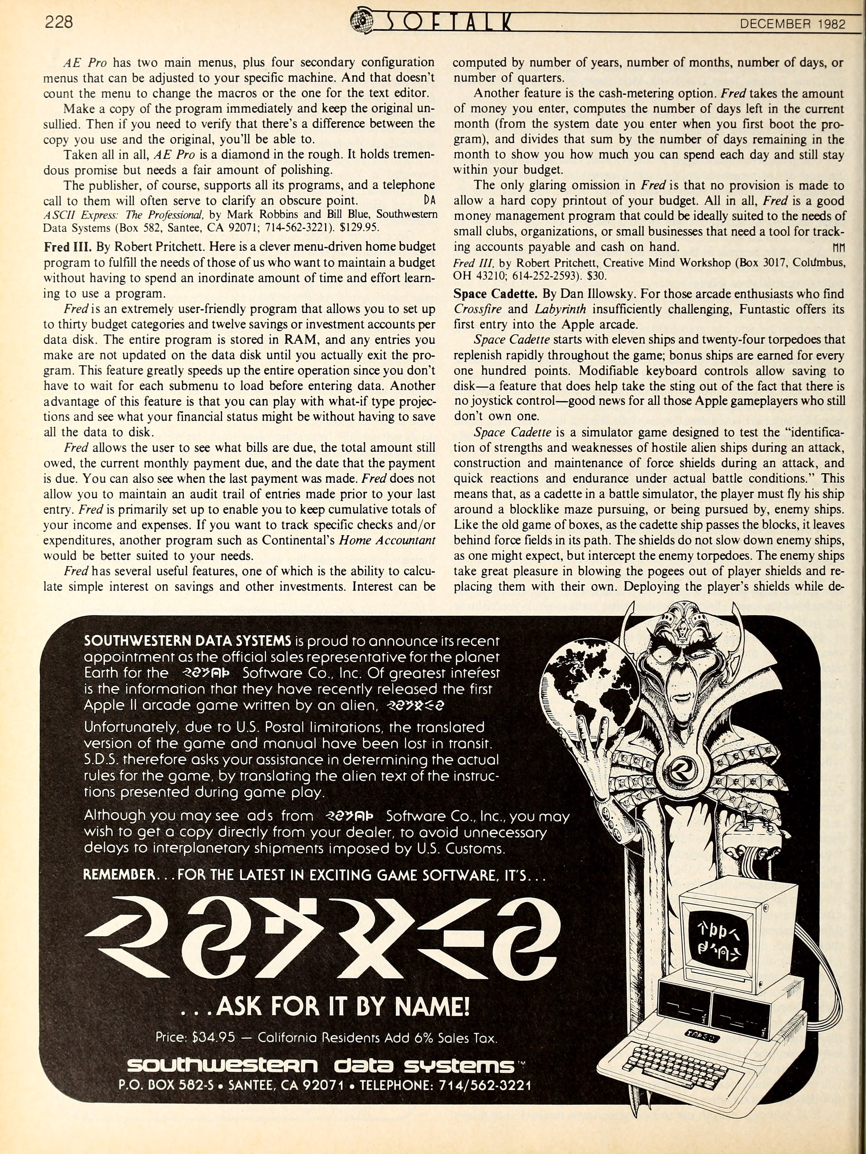 228
SOFTALK
DECEMBER 1982
AE Pro has two main menus, plus four secondary configuration
menus that can be adjusted to your specific machine. And that doesn't
count the menu to change the macros or the one for the text editor.
Make a copy of the program immediately and keep the original un-
sullied. Then if you need to verify that there's a difference between the
copy you use and the original, you'll be able to.
Taken all in all, AE Pro is a diamond in the rough. It holds tremen-
dous promise but needs a fair amount of polishing.
The publisher, of course, supports all its programs, and a telephone
call to them will often serve to clarify an obscure point. DA
ASCII Express: The Professional, by Mark Robbins and Bill Blue, Southwestern
Data Systems (Box 582, Santee, CA 92071; 714-562-3221). $129.95.
Fred III. By Robert Pritchett. Here is a clever menu-driven home budget
program to fulfill the needs of those of us who want to maintain a budget
without having to spend an inordinate amount of time and effort learn-
ing to use a program.
Fred is an extremely user-friendly program that allows you to set up
to thirty budget categories and twelve savings or investment accounts per
data disk. The entire program is stored in RAM, and any entries you
make are not updated on the data disk until you actually exit the pro-
gram. This feature greatly speeds up the entire operation since you don't
have to wait for each submenu to load before entering data. Another
advantage of this feature is that you can play with what-if type projec-
tions and see what your financial status might be without having to save
all the data to disk.
Fred allows the user to see what bills are due, the total amount still
owed, the current monthly payment due, and the date that the payment
is due. You can also see when the last payment was made. Fred does not
allow you to maintain an audit trail of entries made prior to your last
entry. Fred is primarily set up to enable you to keep cumulative totals of
your income and expenses. If you want to track specific checks and/or
expenditures, another program such as Continental's Home Accountant
would be better suited to your needs.
Fred has several useful features, one of which is the ability to calcu-
late simple interest on savings and other investments. Interest can be
computed by number of years, number of months, number of days, or
number of quarters.
Another feature is the cash-metering option. Fred takes the amount
of money you enter, computes the number of days left in the current
month (from the system date you enter when you first boot the pro-
gram), and divides that sum by the number of days remaining in the
month to show you how much you can spend each day and still stay
within your budget.
The only glaring omission in Fred is that no provision is made to
allow a hard copy printout of your budget. All in all, Fred is a good
money management program that could be ideally suited to the needs of
small clubs, organizations, or small businesses that need a tool for track-
ing accounts payable and cash on hand. MM
Fred III, by Robert Pritchett, Creative Mind Workshop (Box 3017, Columbus,
OH 43210; 614-252-2593). $30.
Space Cadette. By Dan Illowsky. For those arcade enthusiasts who find
Crossfire and Labyrinth insufficiently challenging, Funtastic offers its
first entry into the Apple arcade.
Space Cadette starts with eleven ships and twenty-four torpedoes that
replenish rapidly throughout the game; bonus ships are earned for every
one hundred points. Modifiable keyboard controls allow saving to
disk—a feature that does help take the sting out of the fact that there is
no joystick control—good news for all those Apple gameplayers who still
don't own one.
Space Cadette is a simulator game designed to test the "identifica-
tion of strengths and weaknesses of hostile alien ships during an attack,
construction and maintenance of force shields during an attack, and
quick reactions and endurance under actual battle conditions." This
means that, as a cadette in a battle simulator, the player must fly his ship
around a blocklike maze pursuing, or being pursued by, enemy ships.
Like the old game of boxes, as the cadette ship passes the blocks, it leaves
behind force fields in its path. The shields do not slow down enemy ships,
as one might expect, but intercept the enemy torpedoes. The enemy ships
take great pleasure in blowing the pogees out of player shields and re-
placing them with their own. Deploying the player's shields while de-
SOUTHWESTERN DATA SYSTEMS is proud to announce its recent
appointment as the official sales representative for the planet
Earth for the Software Co., Inc. Of greatest interest
is the information that they have recently released the first
Apple II arcade game written by an alien,
Unfortunately, due to U.S. Postal limitations, the translated
version of the game and manual have been lost in transit.
S.D.S. therefore asks your assistance in determining the actual
rules for the game, by translating the alien text of the instruc-
tions presented during game play.
Although you may see ads from Software Co., Inc., you may
wish to get a copy directly from your dealer, to avoid unnecessary
delays to interplanetary shipments imposed by U.S. Customs.
REMEMBER...FOR THE LATEST IN EXCITING GAME SOFTWARE, IT'S...
...ASK FOR IT BY NAME!
Price: $34.95 — California Residents Add 6% Sales Tax.
southwestern data systems™
P.O. BOX 582-S • SANTEE, CA 92071 • TELEPHONE: 714/562-3221